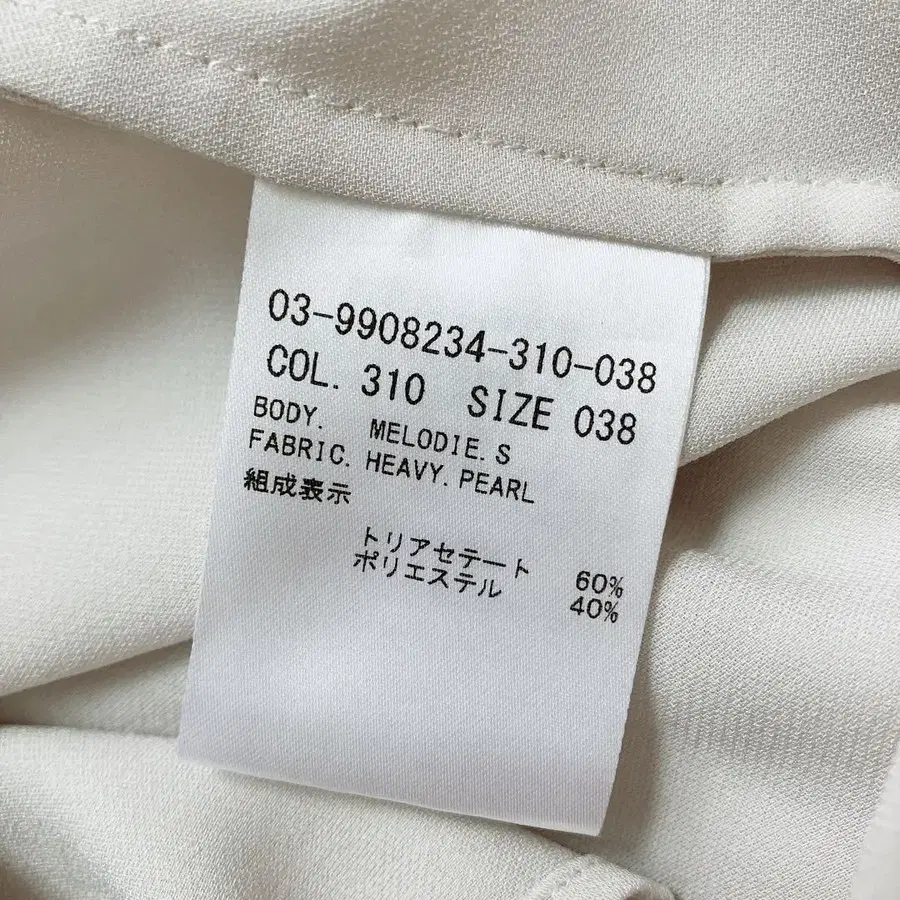 03-9908234-310-038
COL. 310 SIZE 038
BODY. MELODIE.S
FABRIC. HEAVY.PEARL
組成表示
トリアセテート 60%
ポリエステル 40%